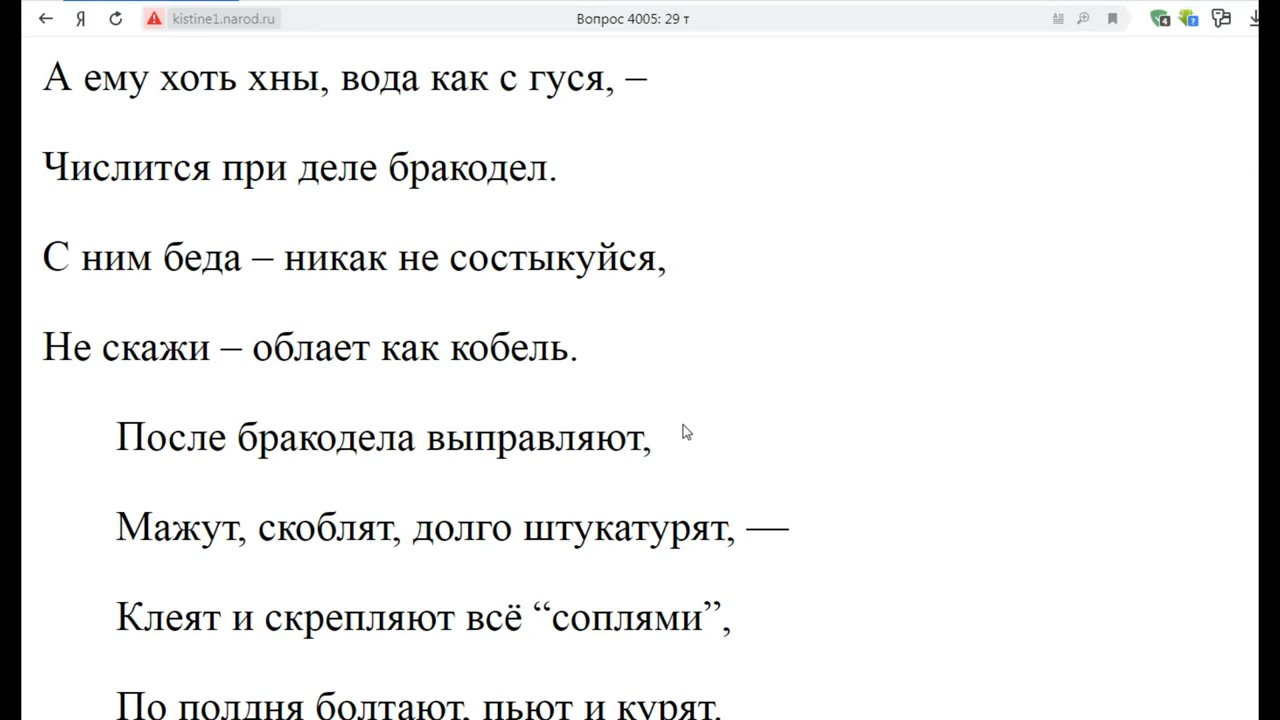 kistine1.narod.ru
Вопрос 4005: 29 т
А ему хоть хны, вода как с гуся, –
Числится при деле бракодел.
С ним беда – никак не состыкуйся,
Не скажи – облает как кобель.
После бракодела выправляют,
Мажут, скоблят, долго штукатурят, —
Клеят и скрепляют всё “соплями”,
По полдня болтают, пьют и курят.